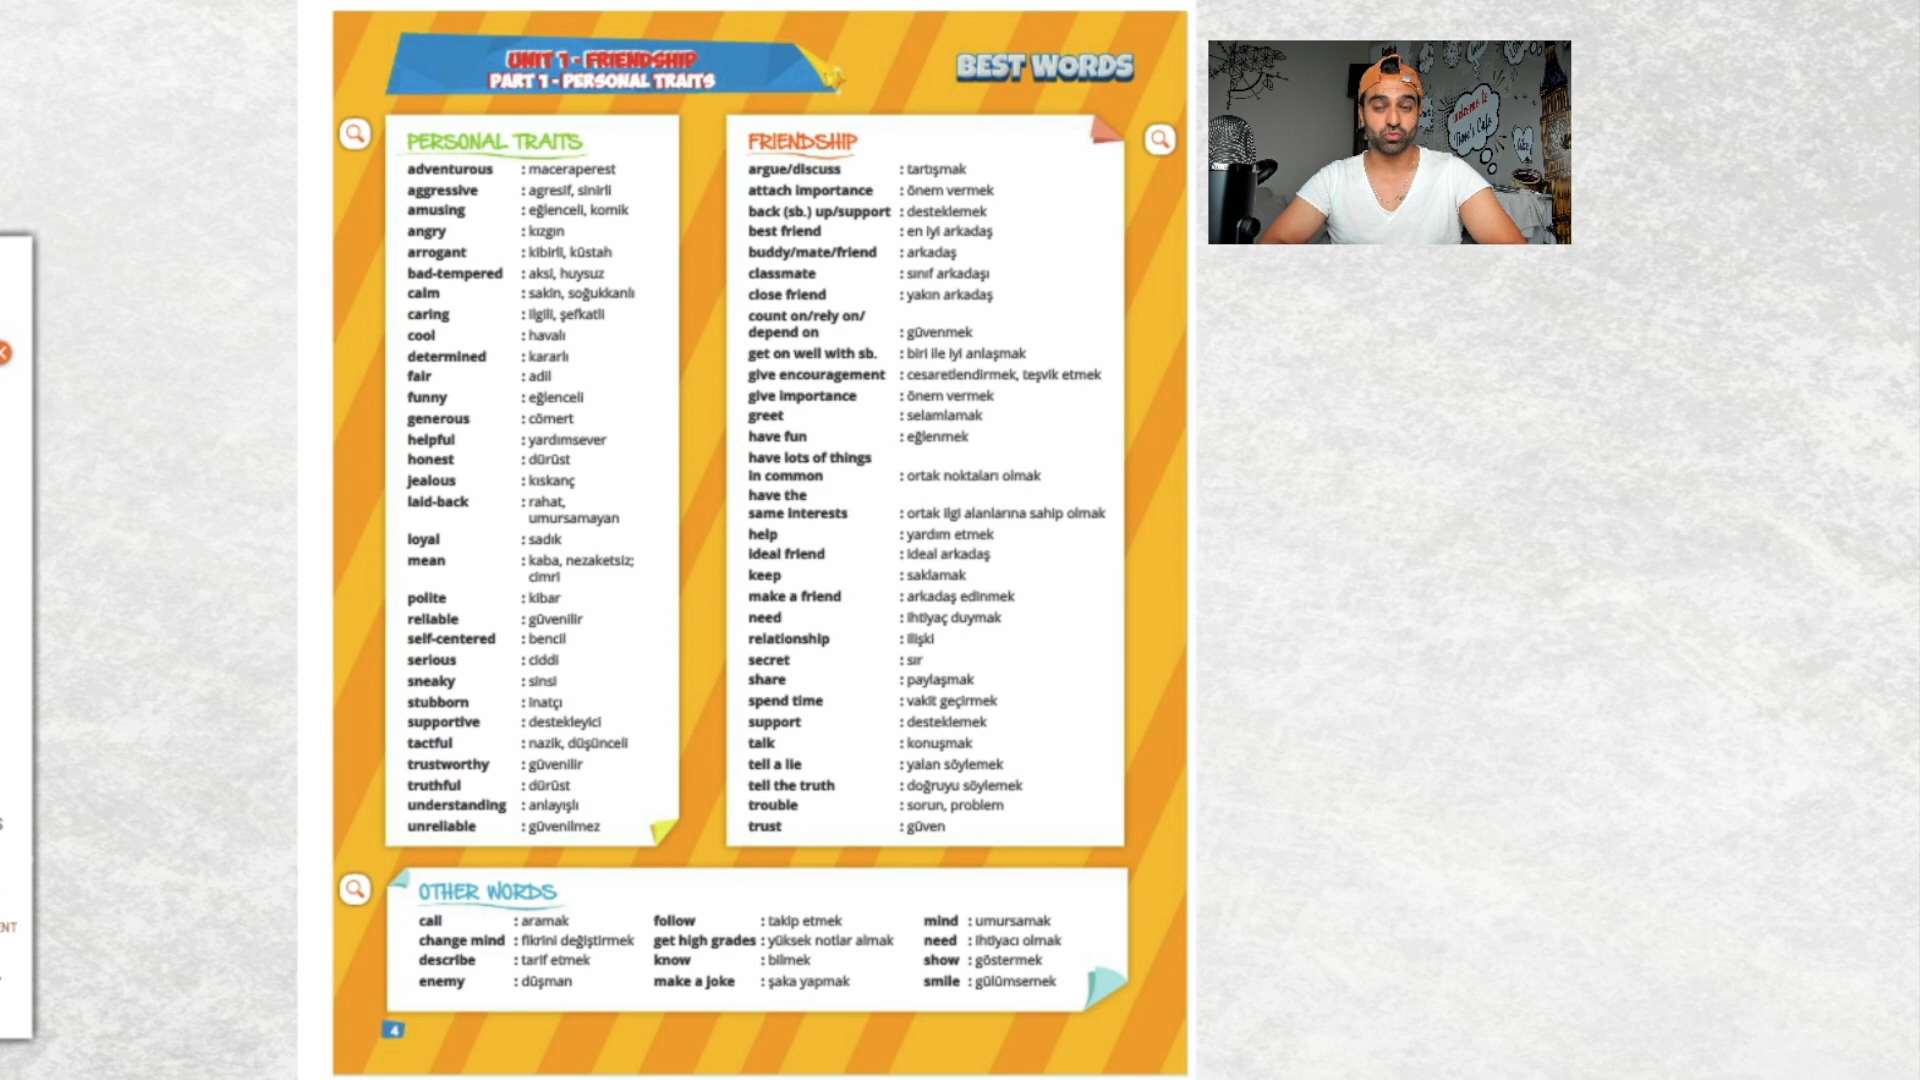 UNIT 1 - FRIENDSHIP
PART 1 - PERSONAL TRAITS
BEST WORDS
PERSONAL TRAITS
adventurous : maceraperest
aggressive : agresif, sinirli
amusing : eğlenceli, komik
angry : kızgın
arrogant : kibirli, küstah
bad-tempered : aksi, huysuz
calm : sakin, soğukkanlı
caring : ilgili, şefkatli
cool : havalı
determined : kararlı
fair : adil
funny : eğlenceli
generous : cömert
helpful : yardımsever
honest : dürüst
jealous : kıskanç
laid-back : rahat,
umursamayan
loyal : sadık
mean : kaba, nezaketsiz;
cimri
polite : kibar
reliable : güvenilir
self-centered : bencil
serious : ciddi
sneaky : sinsi
stubborn : inatçı
supportive : destekleyici
tactful : nazik, düşünceli
trustworthy : güvenilir
truthful : dürüst
understanding : anlayışlı
unreliable : güvenilmez
FRIENDSHIP
argue/discuss : tartışmak
attach importance : önem vermek
back (sb.) up/support : desteklemek
best friend : en iyi arkadaş
buddy/mate/friend : arkadaş
classmate : sınıf arkadaşı
close friend : yakın arkadaş
count on/rely on/
depend on : güvenmek
get on well with sb. : biri ile iyi anlaşmak
give encouragement : cesaretlendirmek, teşvik etmek
give importance : önem vermek
greet : selamlamak
have fun : eğlenmek
have lots of things
in common : ortak noktaları olmak
have the
same interests : ortak ilgi alanlarına sahip olmak
help : yardım etmek
ideal friend : ideal arkadaş
keep : saklamak
make a friend : arkadaş edinmek
need : ihtiyaç duymak
relationship : ilişki
secret : sır
share : paylaşmak
spend time : vakit geçirmek
support : desteklemek
talk : konuşmak
tell a lie : yalan söylemek
tell the truth : doğruyu söylemek
trouble : sorun, problem
trust : güven
OTHER WORDS
call : aramak follow : takip etmek mind : umursamak
change mind : fikrini değiştirmek get high grades : yüksek notlar almak need : ihtiyacı olmak
describe : tarif etmek know : bilmek show : göstermek
enemy : düşman make a joke : şaka yapmak smile : gülümsemek
4
Welcome to
Time's Cafe